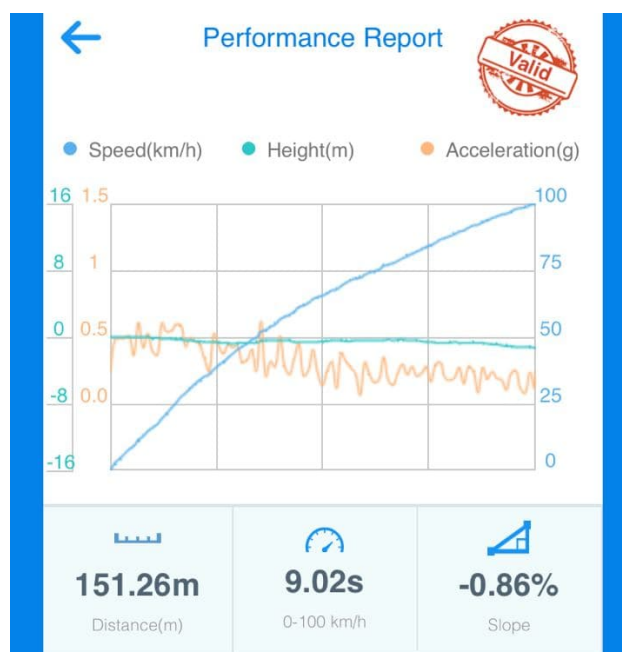 Performance Report
Valid
Speed(km/h) Height(m) Acceleration(g)
16 1.5 100
8 1 75
0 0.5 50
-8 0.0 25
-16 0
151.26m 9.02s -0.86%
Distance(m) 0-100 km/h Slope